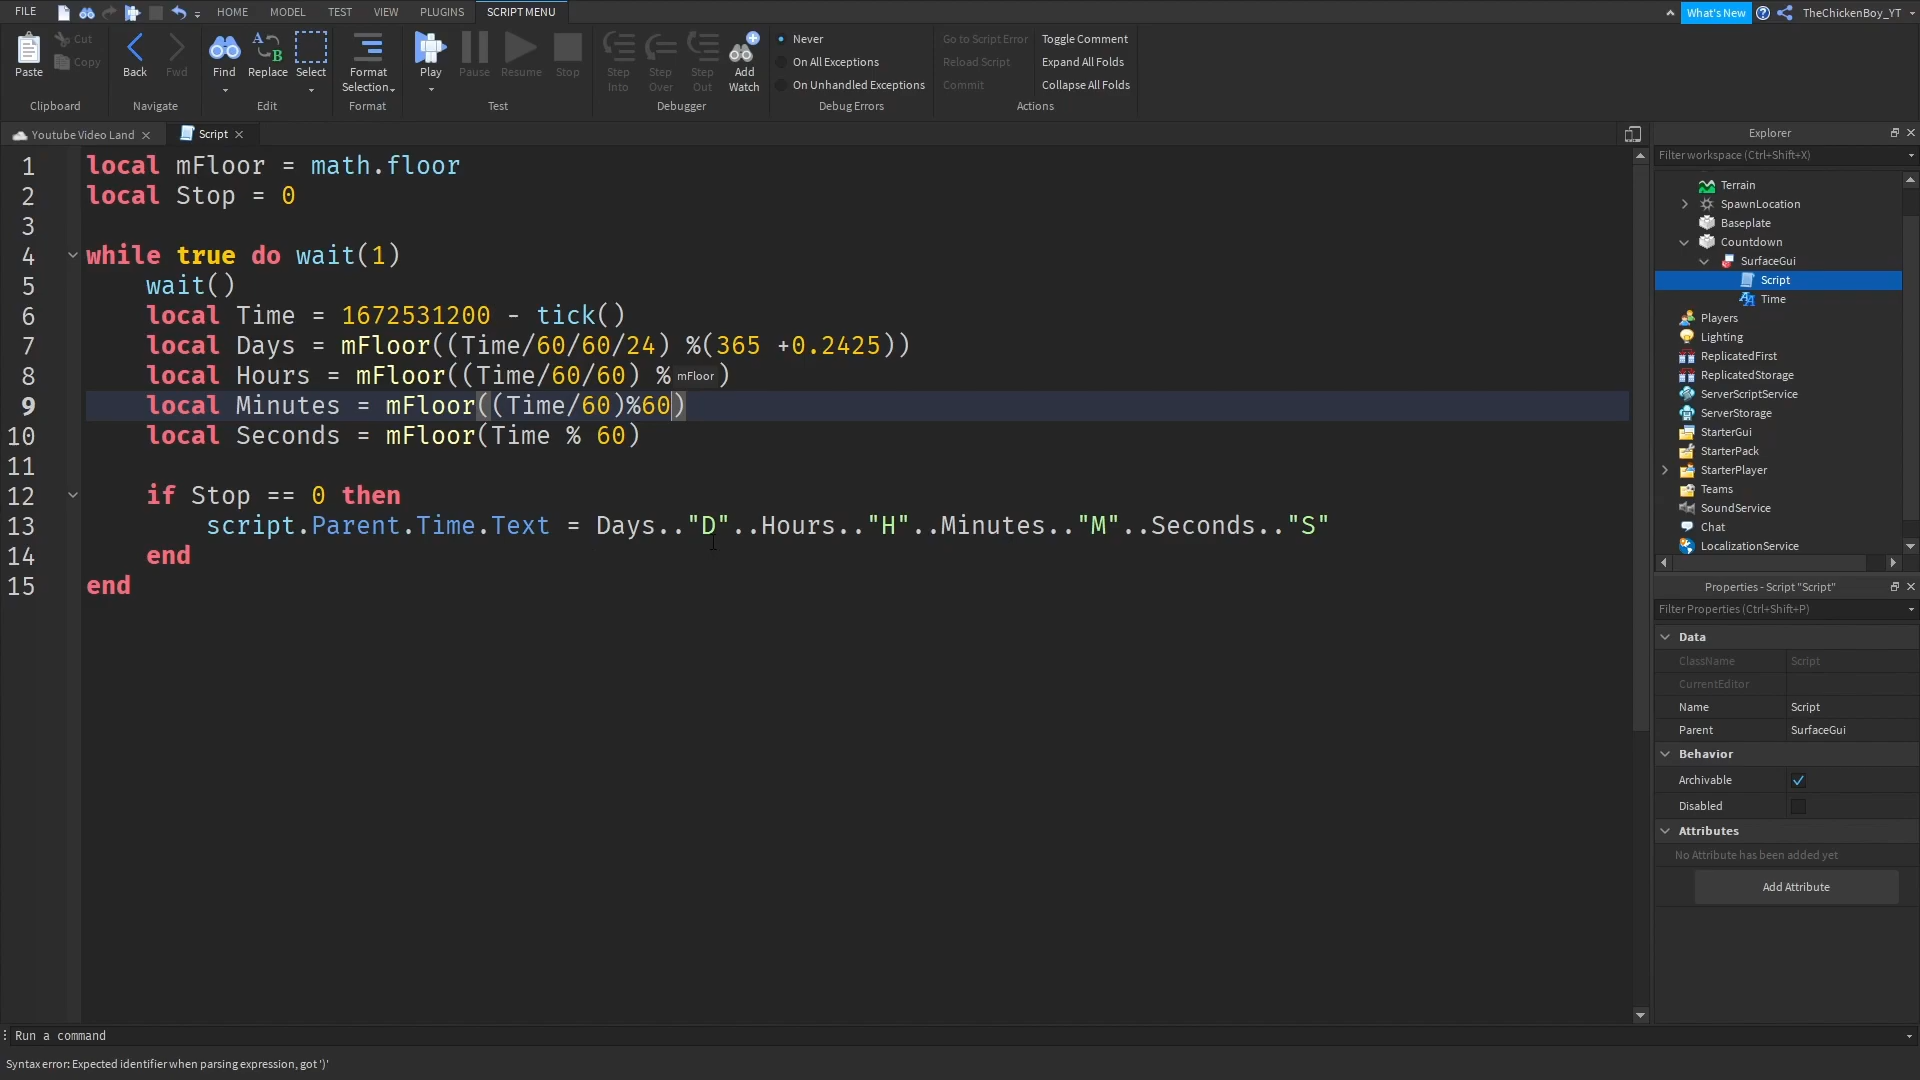 FILE HOME MODEL TEST VIEW PLUGINS SCRIPT MENU What's New TheChickenBoy_YT
Paste Cut Copy Clipboard
Back Fwd Navigate
Find Replace Select Edit
Format Selection Format
Play Pause Resume Stop Test
Step Into Step Over Step Out Add Watch Debugger
Never
On All Exceptions
On Unhandled Exceptions
Debug Errors
Go to Script Error Toggle Comment
Reload Script Expand All Folds
Commit Collapse All Folds
Actions
Youtube Video Land Script
1 local mFloor = math.floor
2 local Stop = 0
3
4 while true do wait(1)
5 wait()
6 local Time = 1672531200 - tick()
7 local Days = mFloor((Time/60/60/24) %(365 +0.2425))
8 local Hours = mFloor((Time/60/60) % mFloor )
9 local Minutes = mFloor((Time/60)%60)
10 local Seconds = mFloor(Time % 60)
11
12 if Stop == 0 then
13 script.Parent.Time.Text = Days.."D"..Hours.."H"..Minutes.."M"..Seconds.."S"
14 end
15 end
Explorer
Filter workspace (Ctrl+Shift+X)
Terrain
SpawnLocation
Baseplate
Countdown
SurfaceGui
Script
Time
Players
Lighting
ReplicatedFirst
ReplicatedStorage
ServerScriptService
ServerStorage
StarterGui
StarterPack
StarterPlayer
Teams
SoundService
Chat
LocalizationService
Properties - Script "Script"
Filter Properties (Ctrl+Shift+P)
Data
ClassName Script
CurrentEditor
Name Script
Parent SurfaceGui
Behavior
Archivable
Disabled
Attributes
No Attribute has been added yet
Add Attribute
Run a command
Syntax error: Expected identifier when parsing expression, got ')'